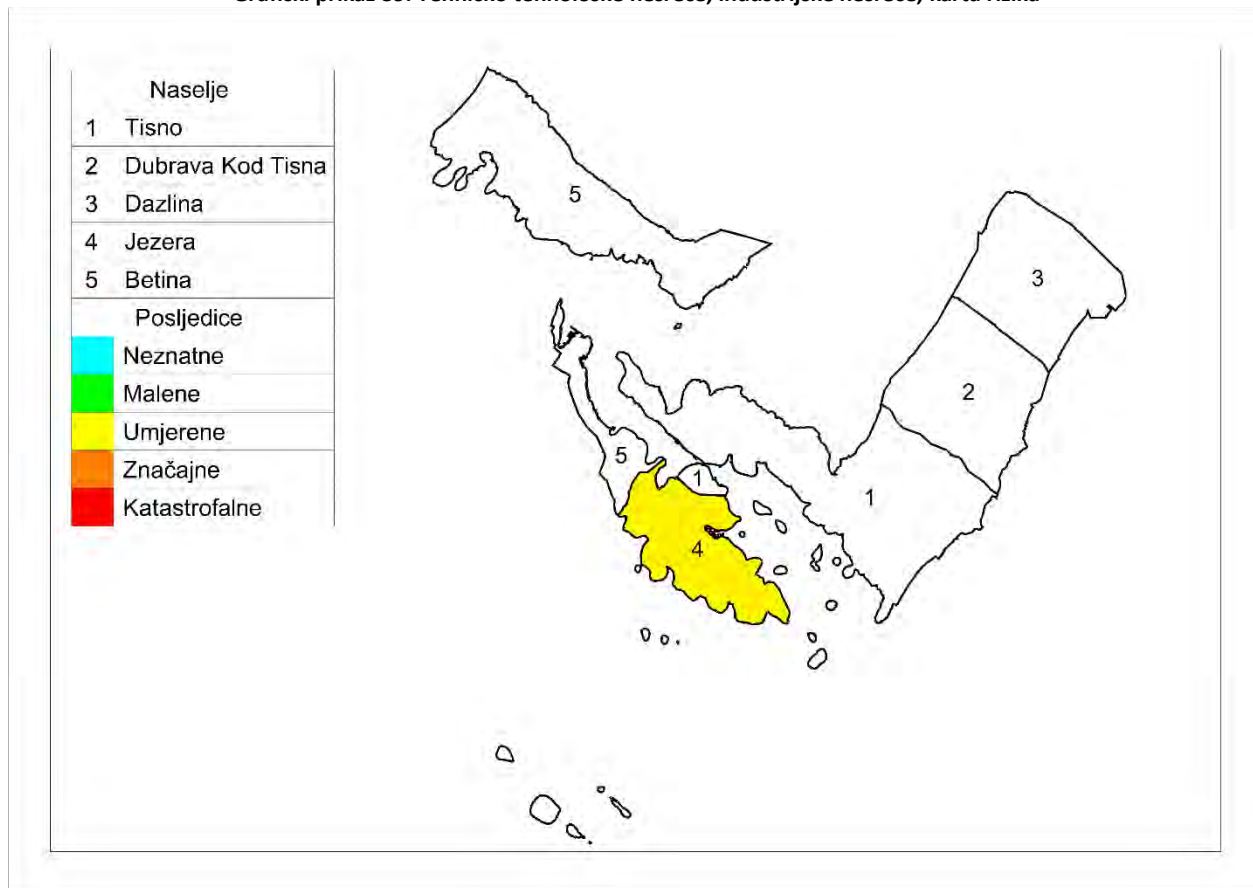 Naselje
1 Tisno
2 Dubrava Kod Tisna
3 Dazlina
4 Jezera
5 Betina
Posljedice
Neznatne
Malene
Umjerene
Značajne
Katastrofalne
5
3
2
5
1
1
4